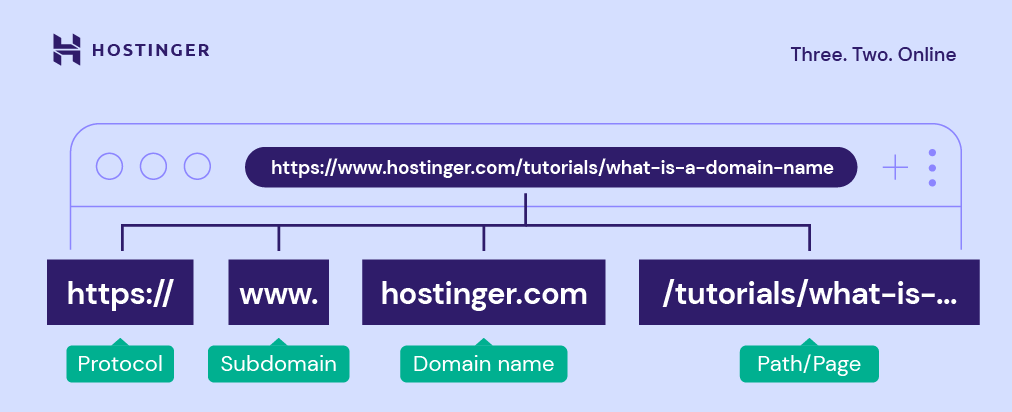 HOSTINGER
Three. Two. Online
https://www.hostinger.com/tutorials/what-is-a-domain-name
https://
www.
hostinger.com
/tutorials/what-is-...
Protocol
Subdomain
Domain name
Path/Page